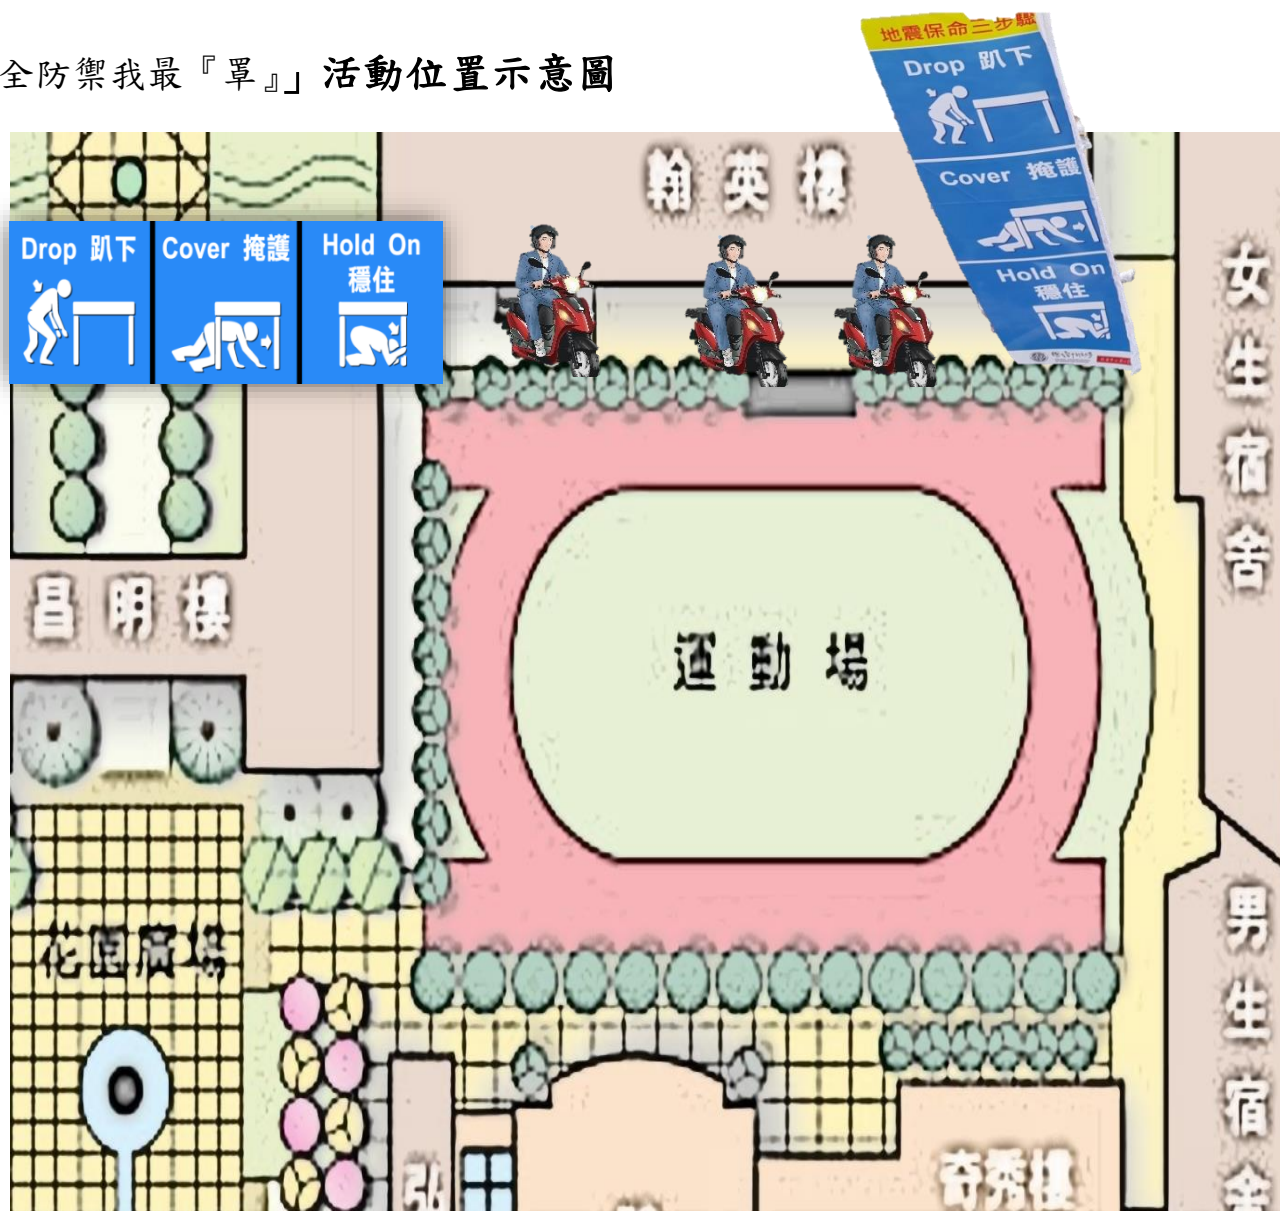 全防禦我最『罩』」活動位置示意圖
地震保命三步驟
Drop 趴下
Cover 掩護
Hold On
穩住
翰英樓
Drop 趴下
Cover 掩護
Hold On
穩住
女生宿舍
昌明樓
運動場
花園廣場
男生宿舍
弘
奇秀樓